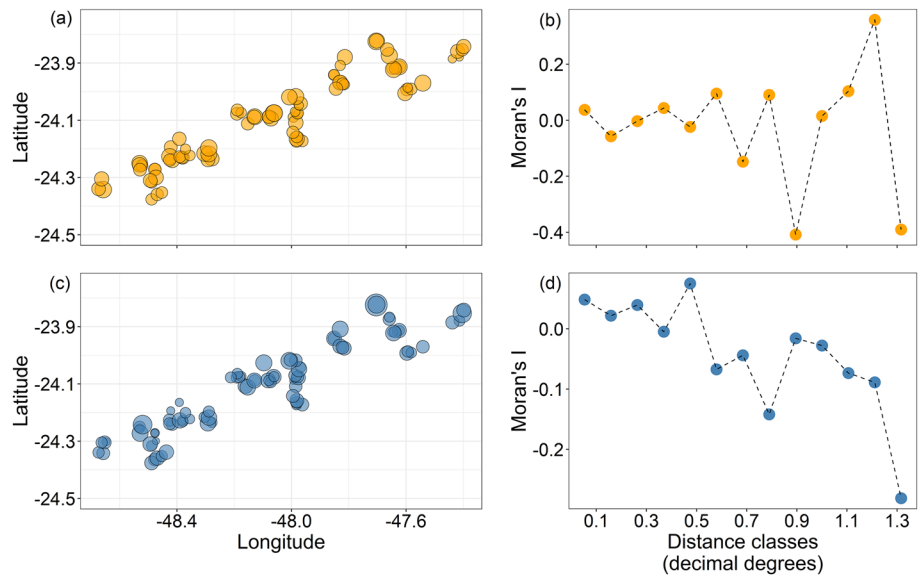 (a)
Latitude
-23.9
-24.1
-24.3
-24.5
(b)
Moran's I
0.2
0.0
-0.2
-0.4
(c)
Latitude
-23.9
-24.1
-24.3
-24.5
-48.4 -48.0 -47.6
Longitude
(d)
Moran's I
0.0
-0.1
-0.2
0.1 0.3 0.5 0.7 0.9 1.1 1.3
Distance classes
(decimal degrees)